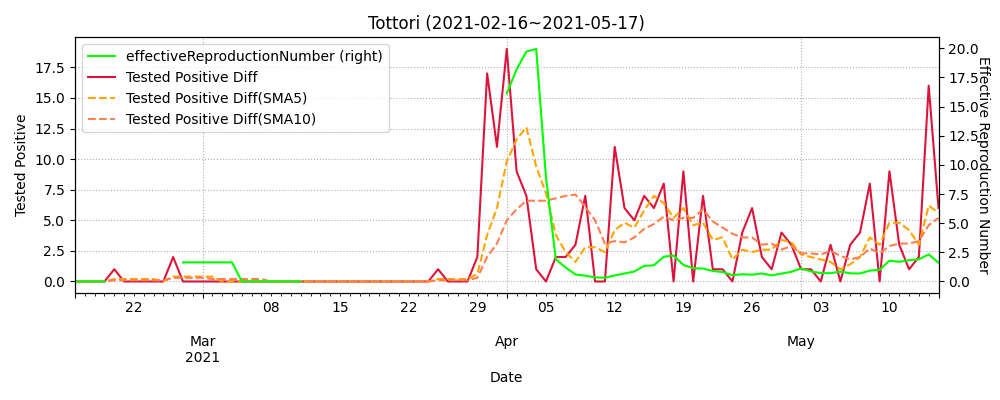 Tottori (2021-02-16~2021-05-17)
effectiveReproductionNumber (right)
Tested Positive Diff
Tested Positive Diff(SMA5)
Tested Positive Diff(SMA10)
Tested Positive
17.5
15.0
12.5
10.0
7.5
5.0
2.5
0.0
20.0
17.5
15.0
12.5
10.0
7.5
5.0
2.5
0.0
Effective Reproduction Number
22 08 15 22 29 05 12 19 26 03 10
Mar Apr May
2021
Date